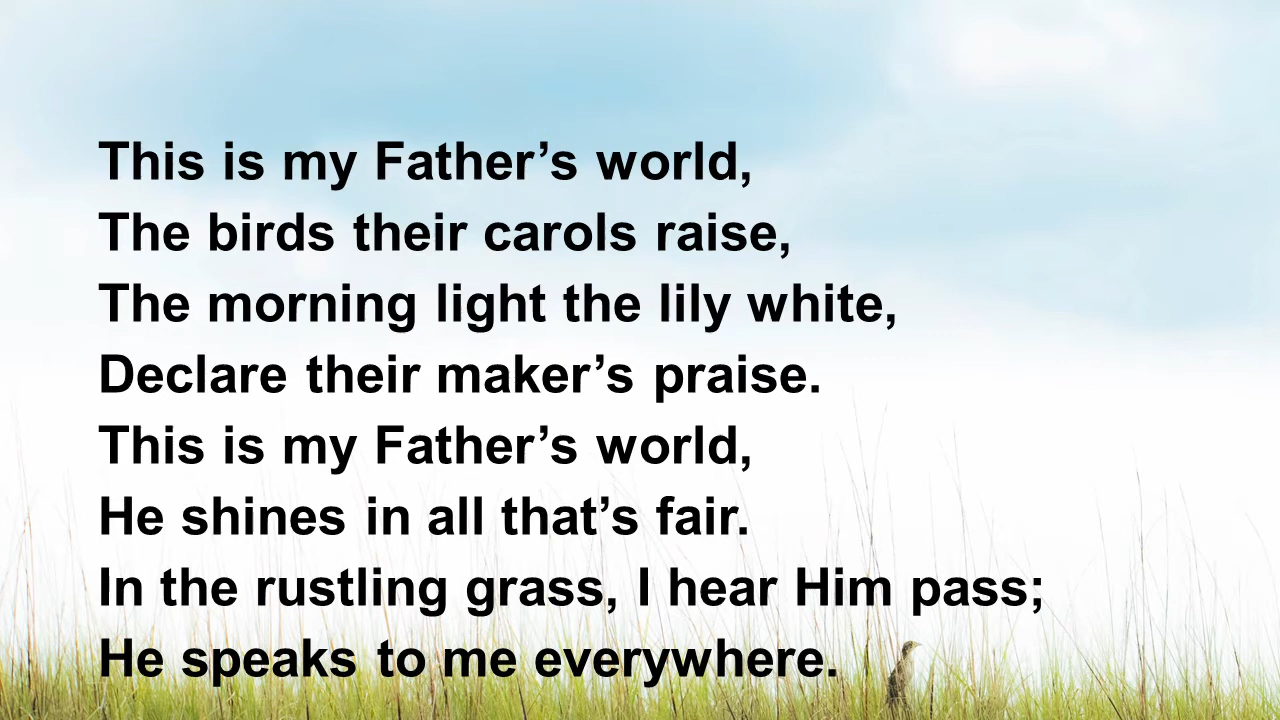 This is my Father’s world,
The birds their carols raise,
The morning light the lily white,
Declare their maker’s praise.
This is my Father’s world,
He shines in all that’s fair.
In the rustling grass, I hear Him pass;
He speaks to me everywhere.